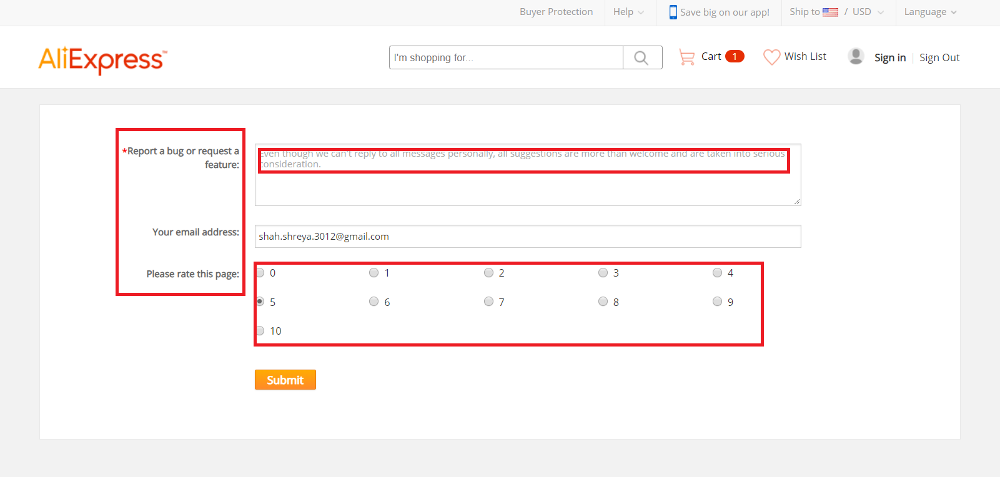 Buyer Protection Help Save big on our app! Ship to / USD Language
AliExpress™
I'm shopping for... Cart 1 Wish List Sign in Sign Out
*Report a bug or request a
feature:
Even though we can't reply to all messages personally, all suggestions are more than welcome and are taken into serious
consideration.
Your email address: shah.shreya.3012@gmail.com
Please rate this page: 0 1 2 3 4
5 6 7 8 9
10
Submit